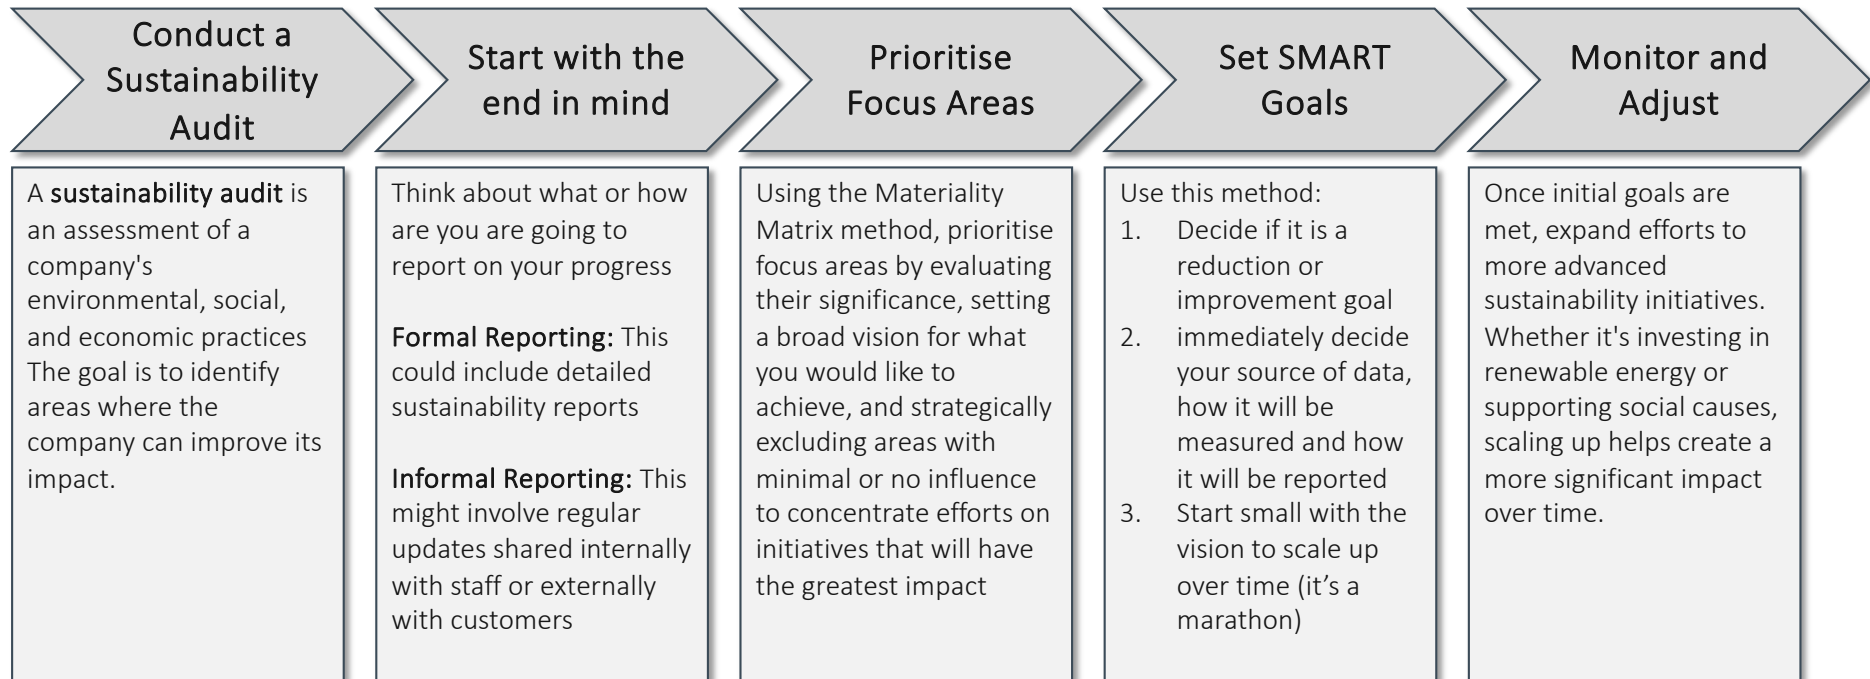 Conduct a
Sustainability
Audit
Start with the
end in mind
Prioritise
Focus Areas
Set SMART
Goals
Monitor and
Adjust
A sustainability audit is
an assessment of a
company's
environmental, social,
and economic practices
The goal is to identify
areas where the
company can improve its
impact.
Think about what or how
are you are going to
report on your progress
Formal Reporting: This
could include detailed
sustainability reports
Informal Reporting: This
might involve regular
updates shared internally
with staff or externally
with customers
Using the Materiality
Matrix method, prioritise
focus areas by evaluating
their significance, setting
a broad vision for what
you would like to
achieve, and strategically
excluding areas with
minimal or no influence
to concentrate efforts on
initiatives that will have
the greatest impact
Use this method:
1. Decide if it is a
reduction or
improvement goal
2. immediately decide
your source of data,
how it will be
measured and how
it will be reported
3. Start small with the
vision to scale up
over time (it’s a
marathon)
Once initial goals are
met, expand efforts to
more advanced
sustainability initiatives.
Whether it's investing in
renewable energy or
supporting social causes,
scaling up helps create a
more significant impact
over time.